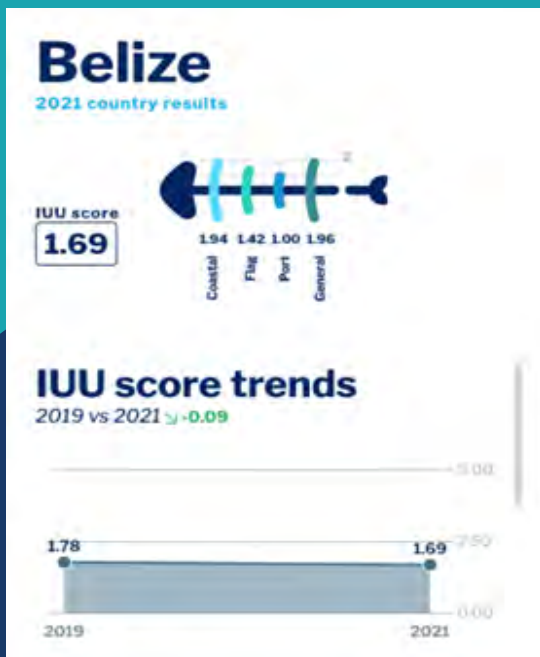 Belize
2021 country results
IUU score
1.69
1.94 1.42 1.00 1.96
Coastal
Flag
Port
General
IUU score trends
2019 vs 2021 ↘ -0.09
5.00
2.50
1.78
1.69
0.00
2019
2021